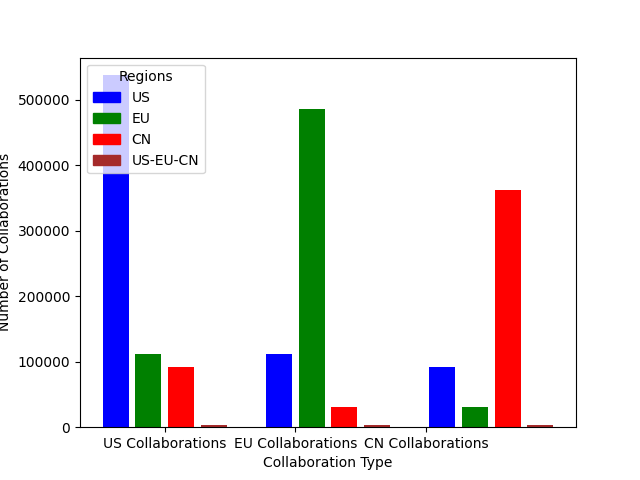 Regions
US
EU
CN
US-EU-CN
500000
400000
300000
200000
100000
0
Number of Collaborations
US Collaborations EU Collaborations CN Collaborations
Collaboration Type